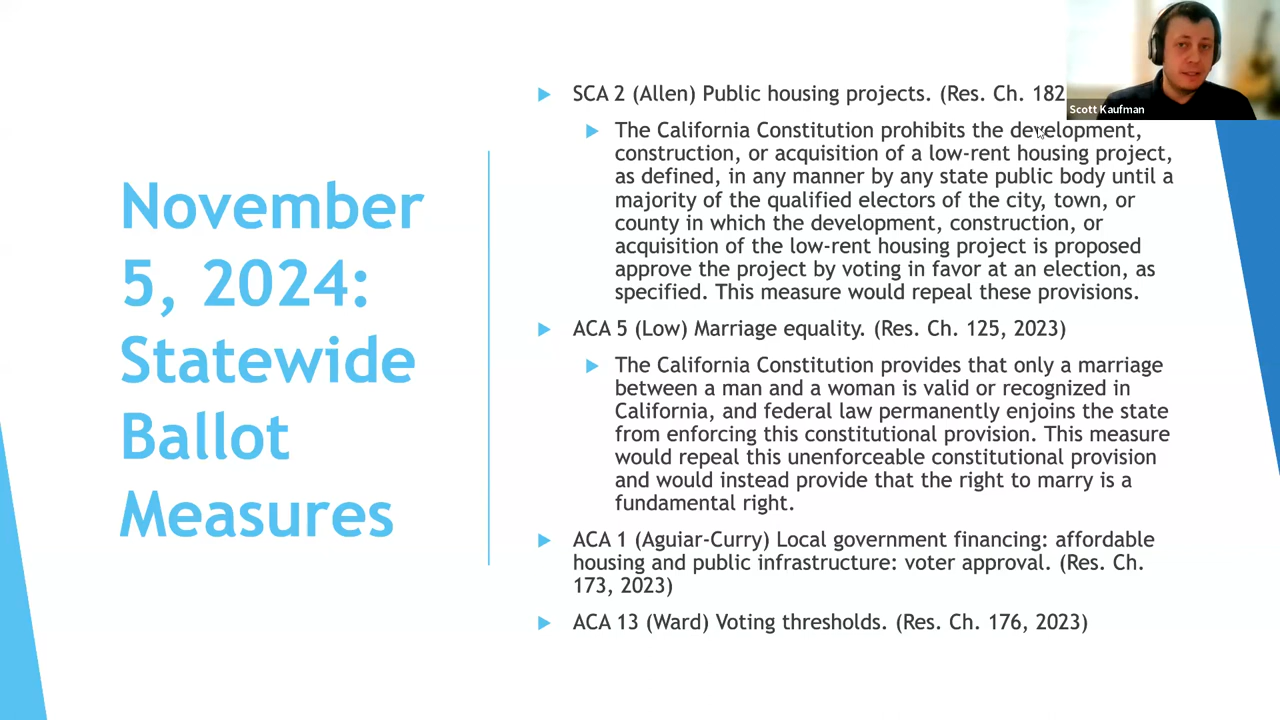 November
5, 2024:
Statewide
Ballot
Measures
SCA 2 (Allen) Public housing projects. (Res. Ch. 182
The California Constitution prohibits the development,
construction, or acquisition of a low-rent housing project,
as defined, in any manner by any state public body until a
majority of the qualified electors of the city, town, or
county in which the development, construction, or
acquisition of the low-rent housing project is proposed
approve the project by voting in favor at an election, as
specified. This measure would repeal these provisions.
ACA 5 (Low) Marriage equality. (Res. Ch. 125, 2023)
The California Constitution provides that only a marriage
between a man and a woman is valid or recognized in
California, and federal law permanently enjoins the state
from enforcing this constitutional provision. This measure
would repeal this unenforceable constitutional provision
and would instead provide that the right to marry is a
fundamental right.
ACA 1 (Aguiar-Curry) Local government financing: affordable
housing and public infrastructure: voter approval. (Res. Ch.
173, 2023)
ACA 13 (Ward) Voting thresholds. (Res. Ch. 176, 2023)
Scott Kaufman